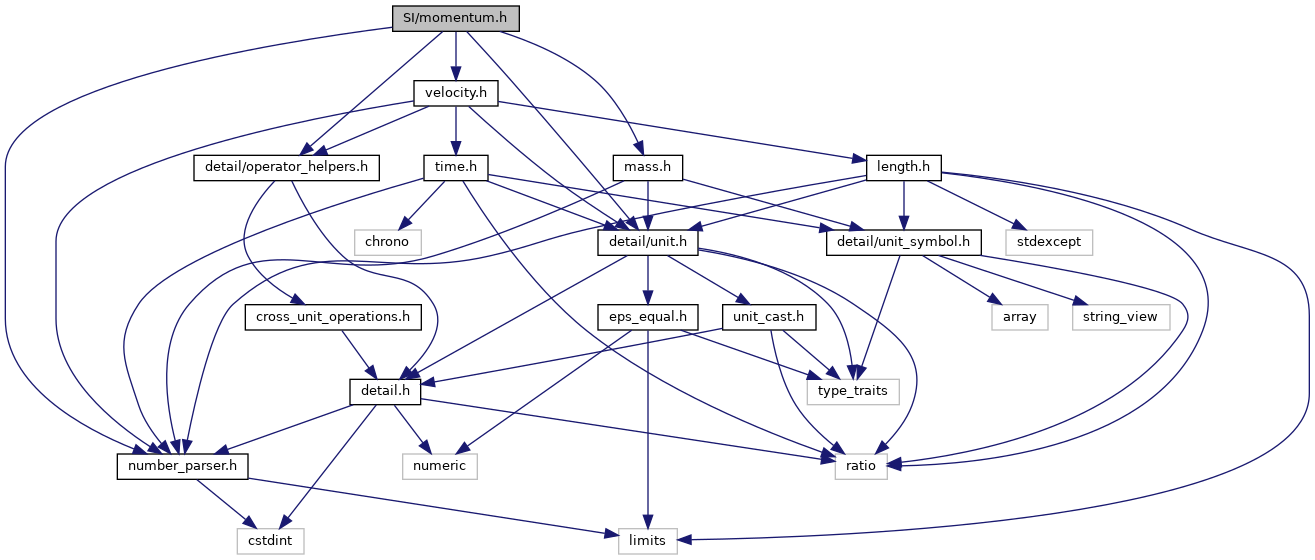 SI/momentum.h
velocity.h
detail/operator_helpers.h
time.h
mass.h
length.h
chrono
detail/unit.h
detail/unit_symbol.h
stdexcept
cross_unit_operations.h
eps_equal.h
unit_cast.h
array
string_view
detail.h
type_traits
number_parser.h
numeric
ratio
cstdint
limits